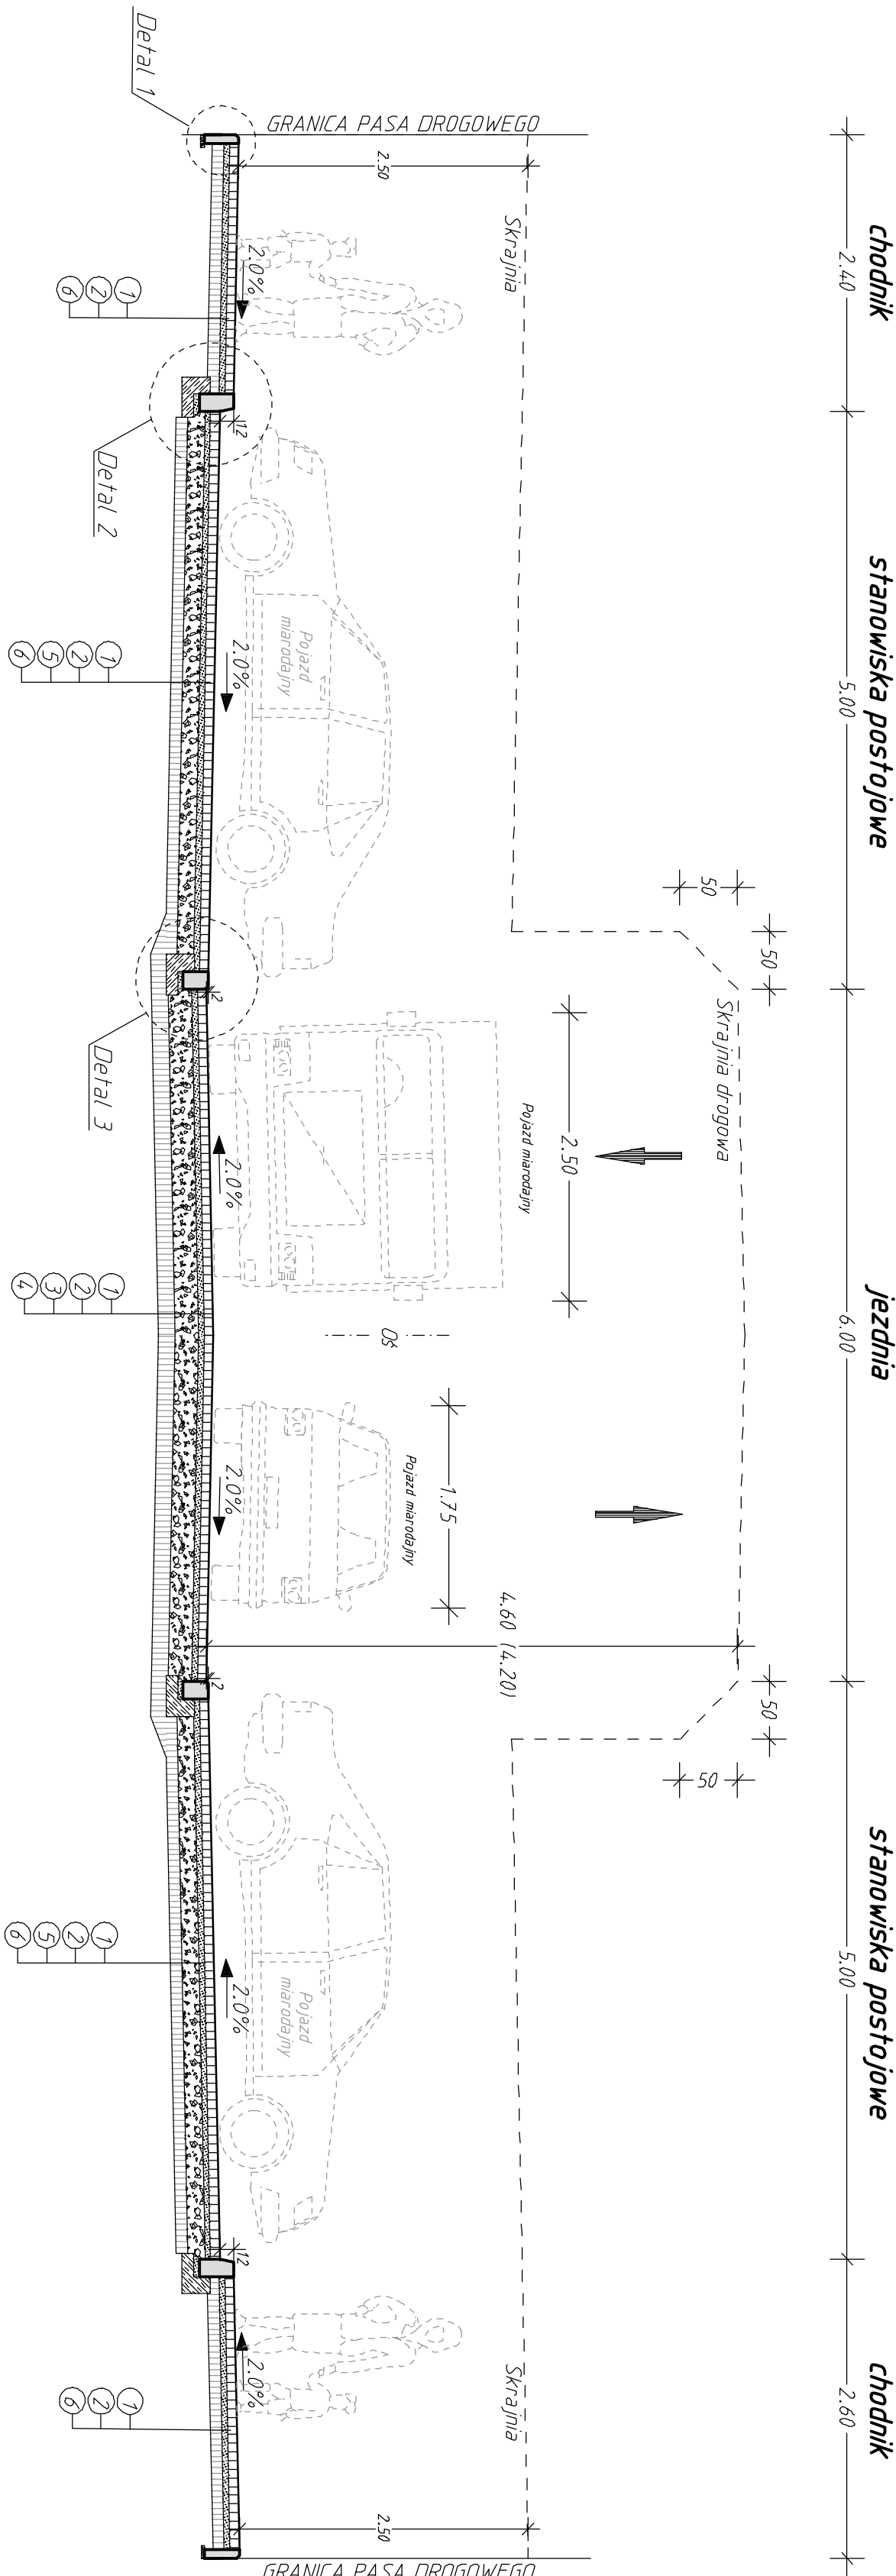 chodnik
stanowiska postojowe
jezdnia
stanowiska postojowe
chodnik
2.40
5.00
6.00
5.00
2.60
50
50
50
50
Skrajnia drogowa
GRANICA PASA DROGOWEGO
2.50
Skrajnia
Pojazd miarodajny
2.50
Oś
1.75
Pojazd miarodajny
4.60 (4.20)
Skrajnia
2.50
GRANICA PASA DROGOWEGO
Pojazd
miarodajny
Pojazd
miarodajny
2.0%
2.0%
2.0%
2.0%
2.0%
2.0%
12
2
2
12
Detal 1
1
2
6
Detal 2
1
2
5
6
Detal 3
1
2
3
4
1
2
5
6
1
2
6